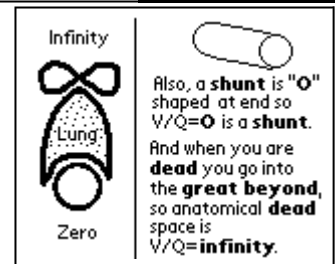 Infinity
Lung
Zero
Also, a shunt is "O"
shaped at end so
V/Q=O is a shunt.
And when you are
dead you go into
the great beyond,
so anatomical dead
space is
V/Q=infinity.